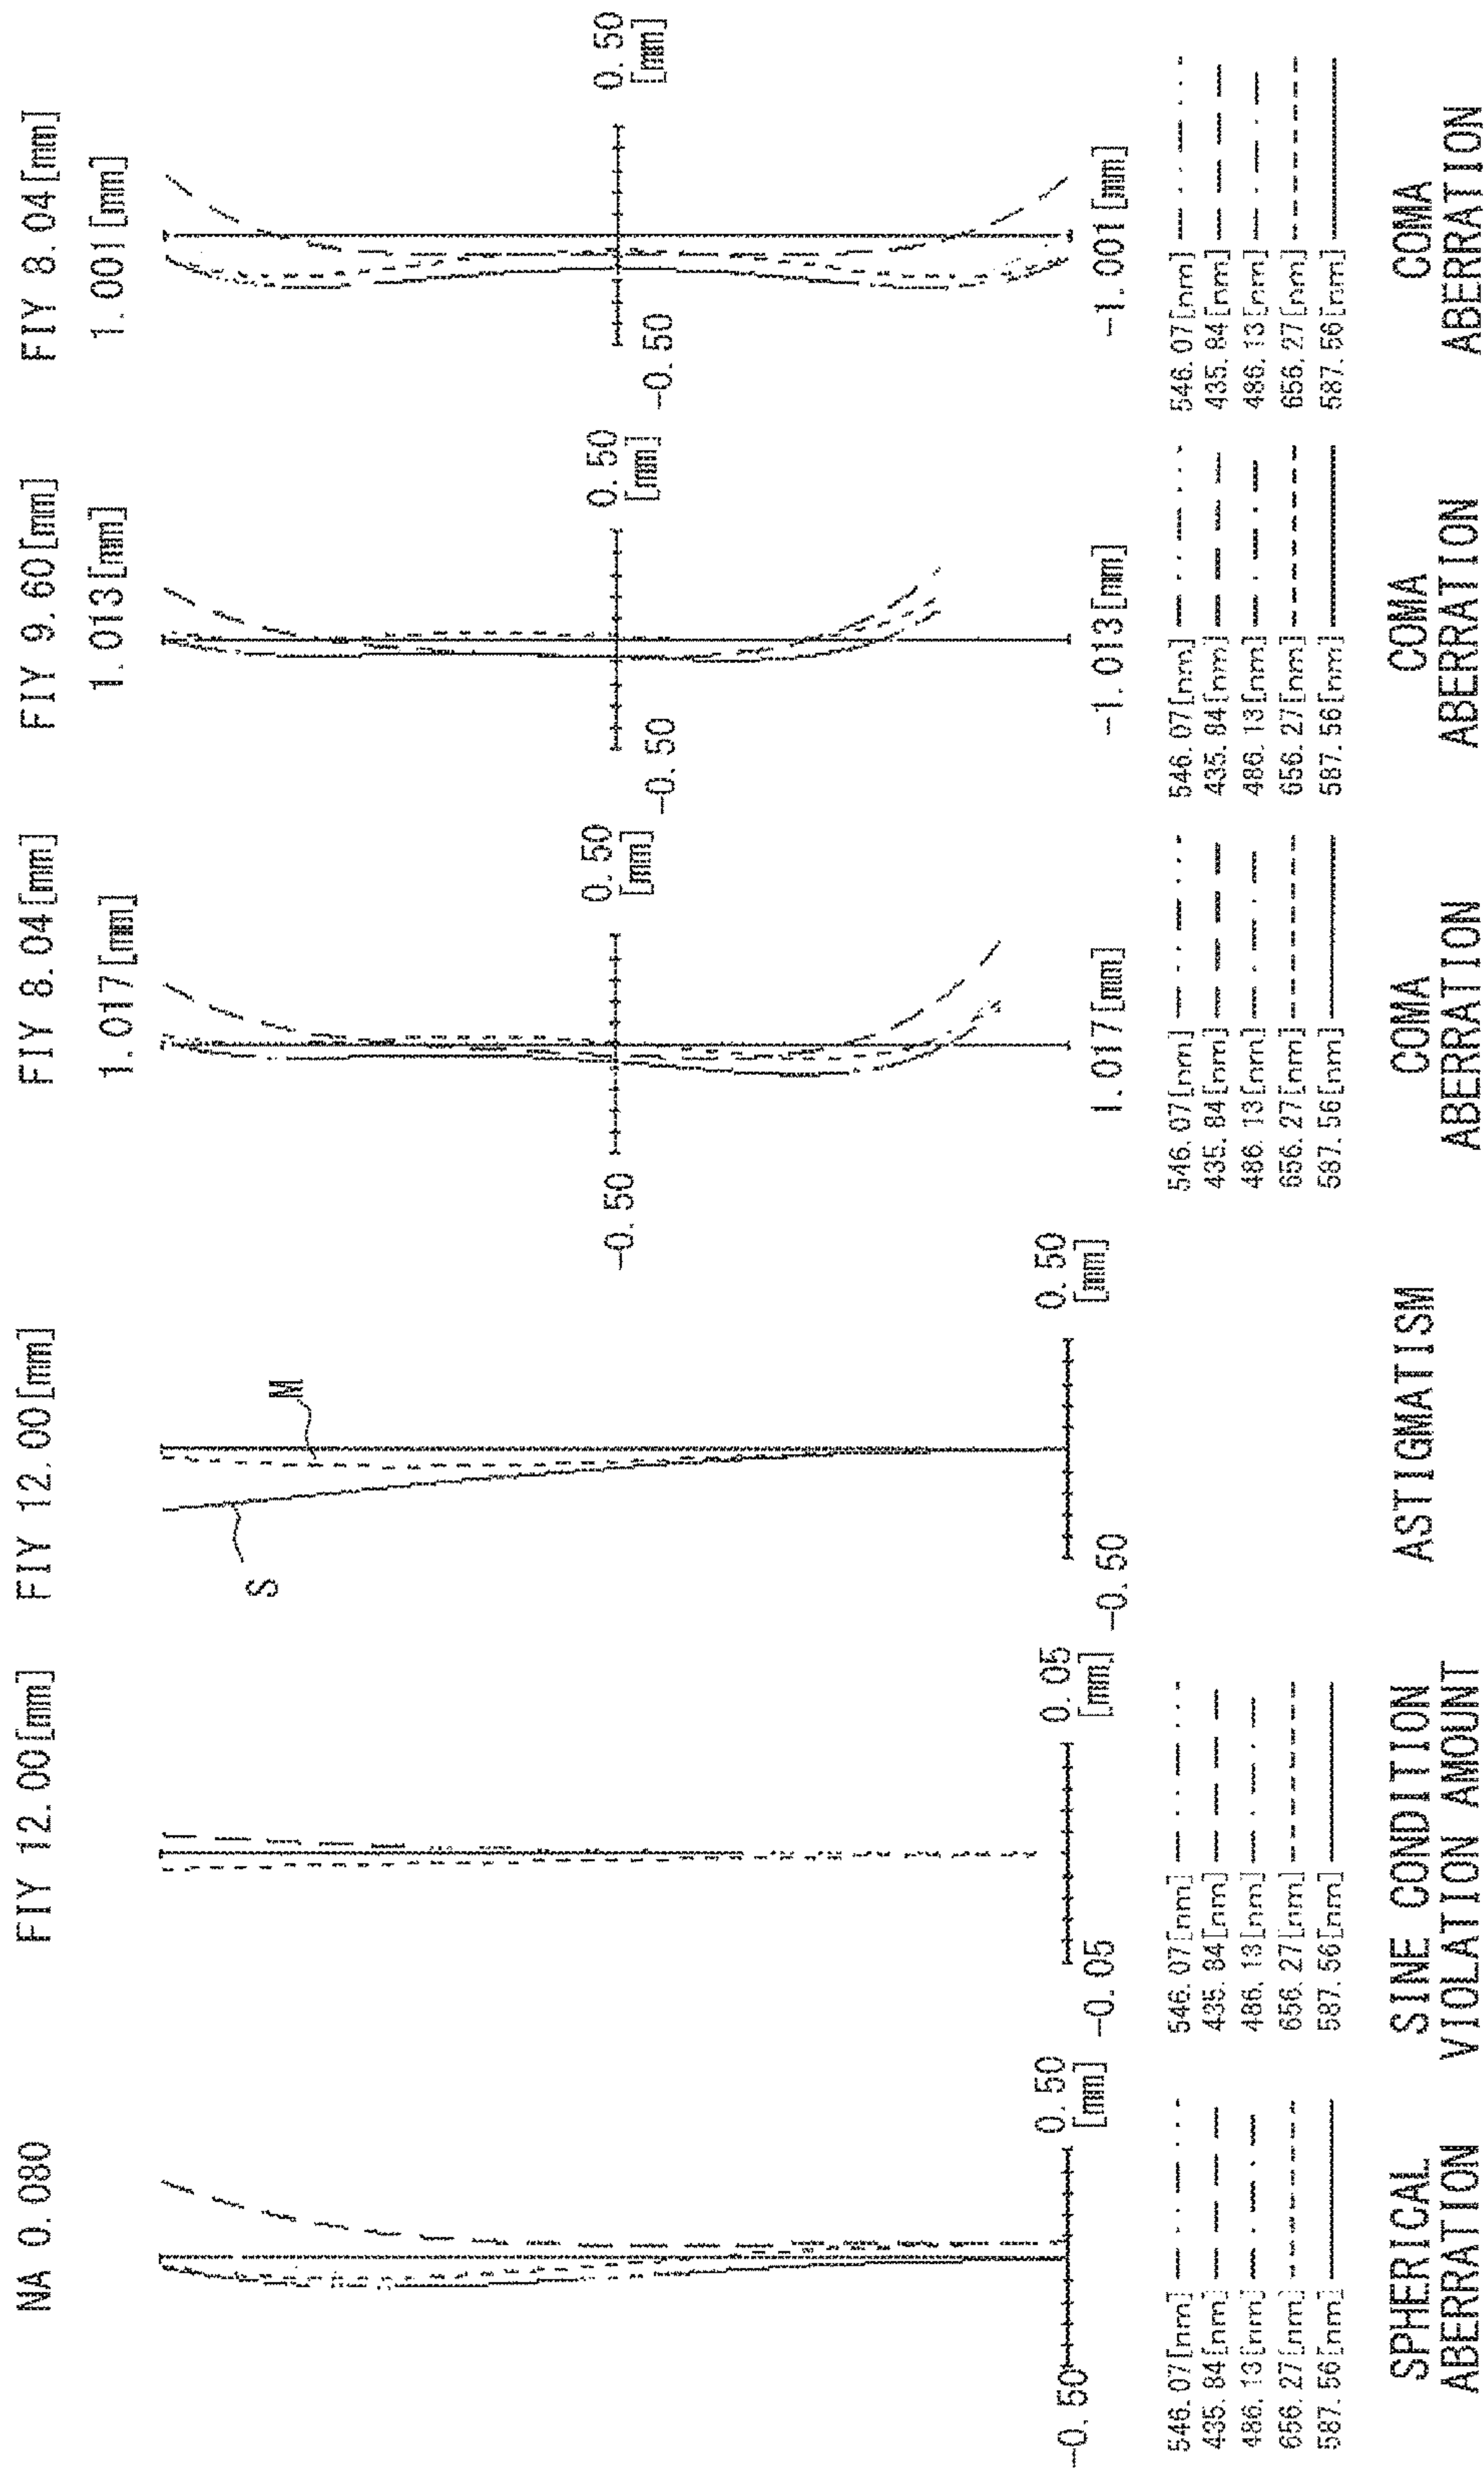 NA 0.080
0.50
[mm]
-0.50
546.07[nm]
435.84[nm]
486.13[nm]
656.27[nm]
587.56[nm]
SPHERICAL
ABERRATION
FIY 12.00[mm]
0.05
[mm]
-0.05
546.07[nm]
435.84[nm]
486.13[nm]
656.27[nm]
587.56[nm]
SINE CONDITION
VIOLATION AMOUNT
FIY 12.00[mm]
S
M
0.50
[mm]
-0.50
ASTIGMATISM
FIY 8.04[mm]
1.017[mm]
0.50
[mm]
-0.50
1.017[mm]
546.07[nm]
435.84[nm]
486.13[nm]
656.27[nm]
587.56[nm]
COMA
ABERRATION
FIY 9.60[mm]
1.013[mm]
0.50
[mm]
-0.50
-1.013[mm]
546.07[nm]
435.84[nm]
486.13[nm]
656.27[nm]
587.56[nm]
COMA
ABERRATION
FIY 8.04[mm]
1.001[mm]
0.50
[mm]
-0.50
-1.001[mm]
546.07[nm]
435.84[nm]
486.13[nm]
656.27[nm]
587.56[nm]
COMA
ABERRATION